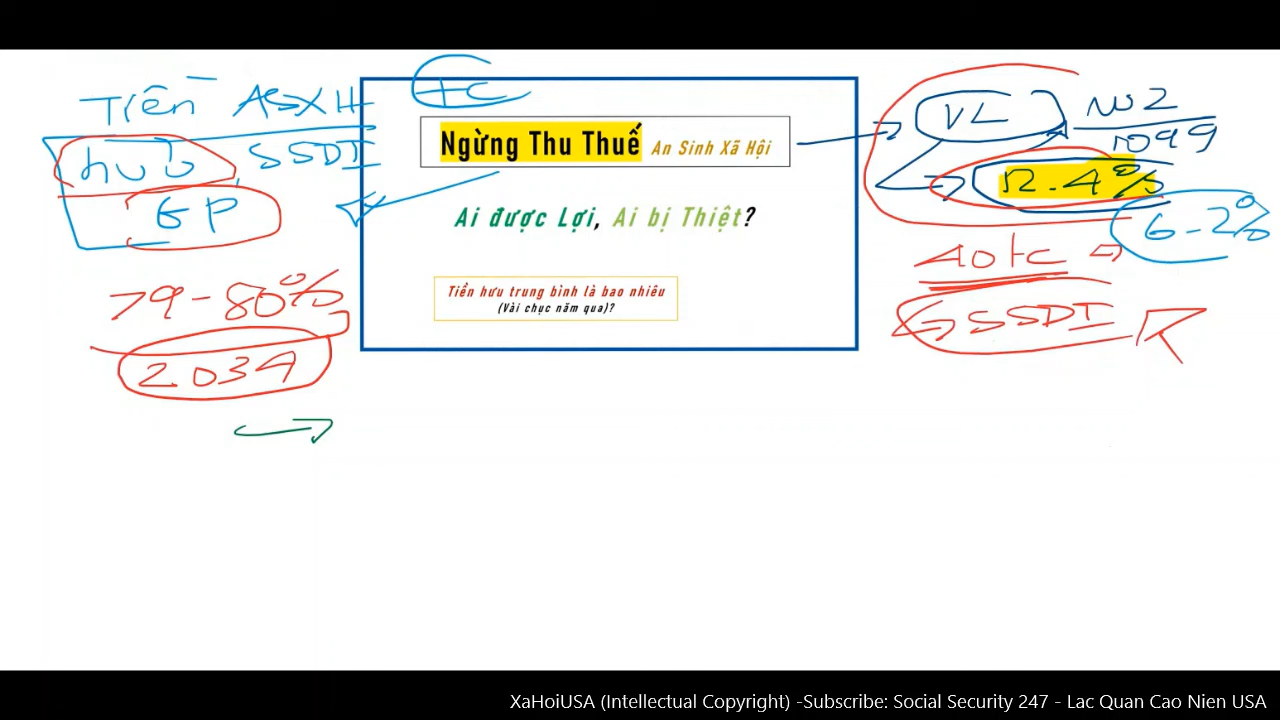 Tiền ASXH
hưu, SSDI
GP
79-80%
2034
TC
Ngừng Thu Thuế An Sinh Xã Hội
Ai được Lợi, Ai bị Thiệt?
Tiền hưu trung bình là bao nhiêu
(Vài chục năm qua)?
VL
W2
1099
12.4%
6-2%
40tc
SSDI
XaHoiUSA (Intellectual Copyright) -Subscribe: Social Security 247 - Lac Quan Cao Nien USA